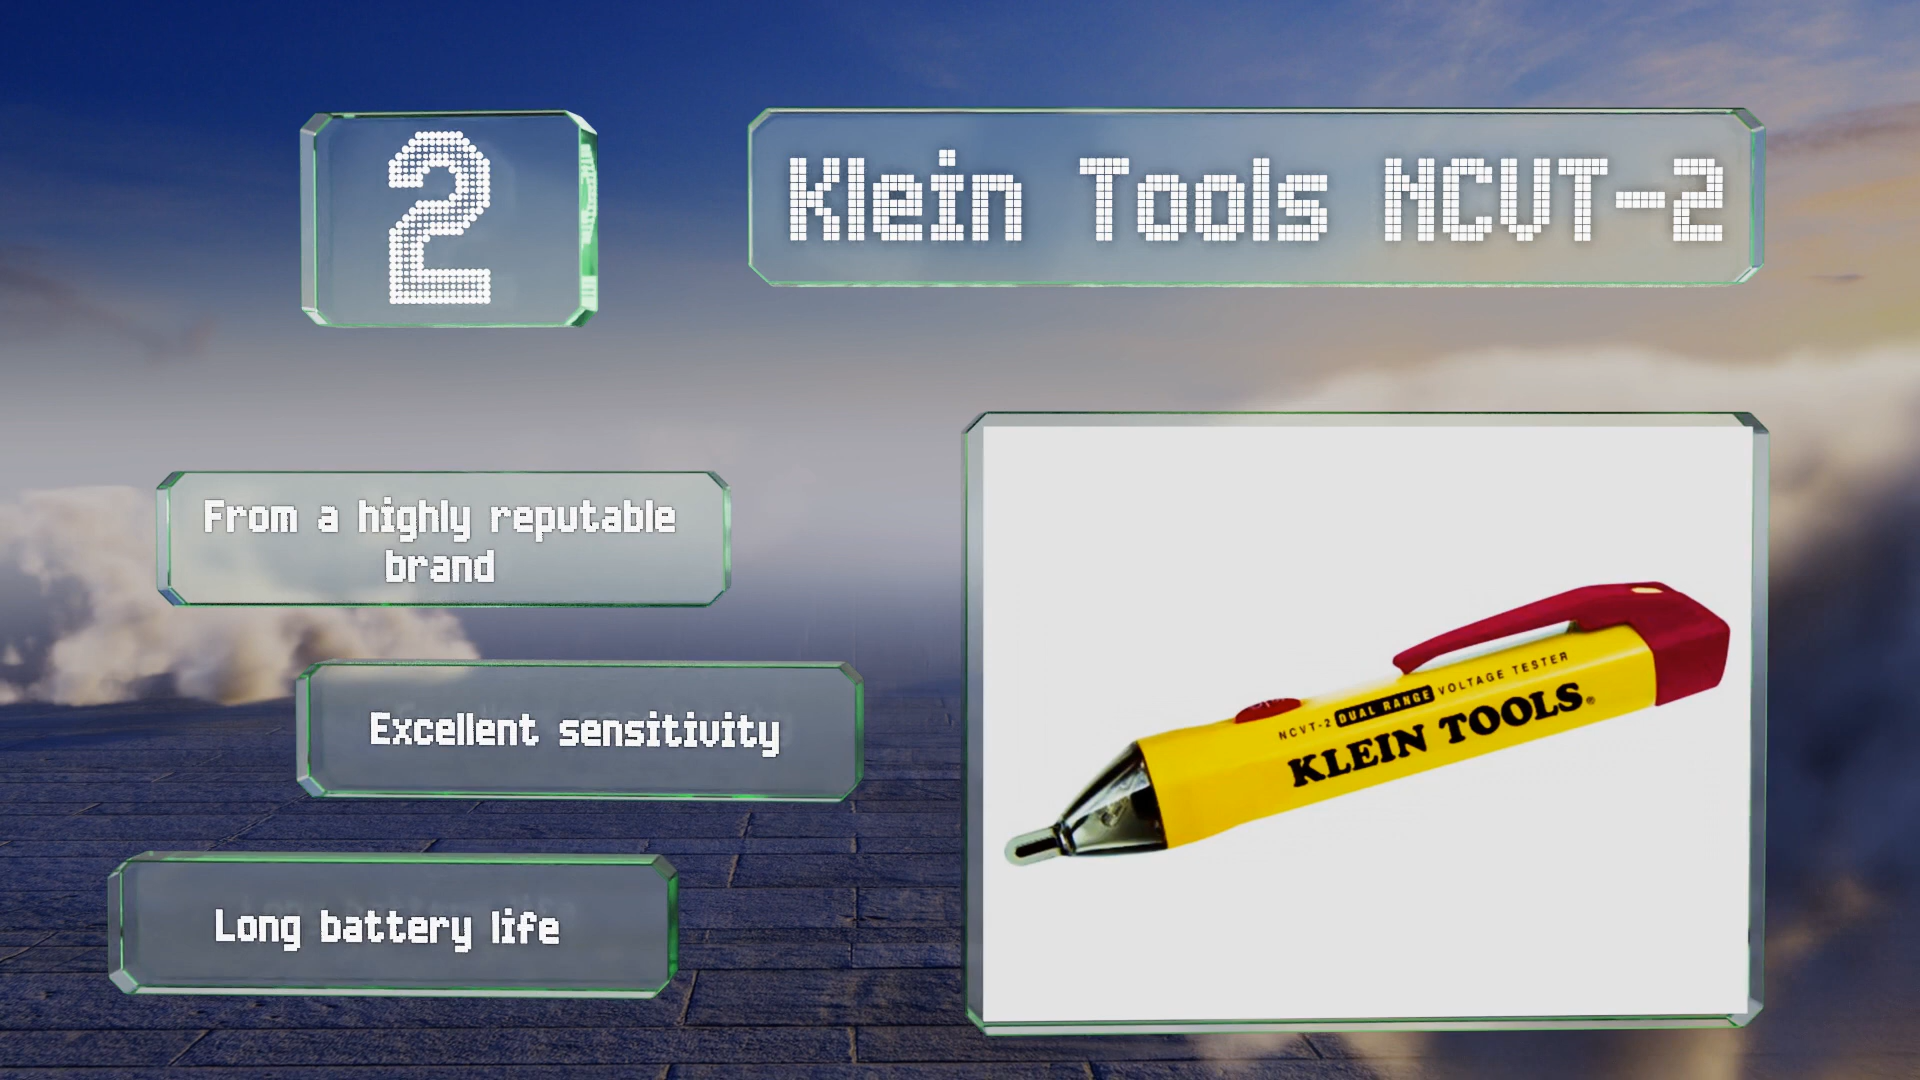 2
Klein Tools NCVT-2
From a highly reputable
brand
Excellent sensitivity
Long battery life
NCVT-2 DUAL RANGE VOLTAGE TESTER
KLEIN TOOLS®